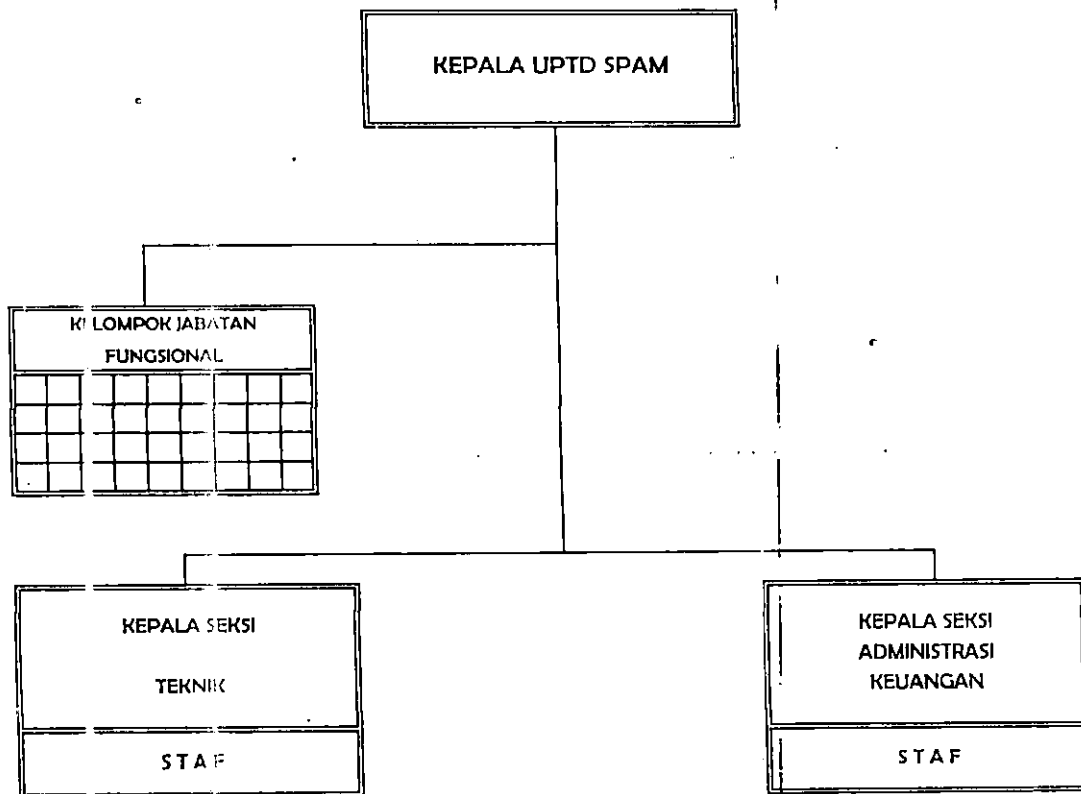 KEPALA UPTD SPAM
KELOMPOK JABATAN
FUNGSIONAL
KEPALA SEKSI
TEKNIK
STAF
KEPALA SEKSI
ADMINISTRASI
KEUANGAN
STAF